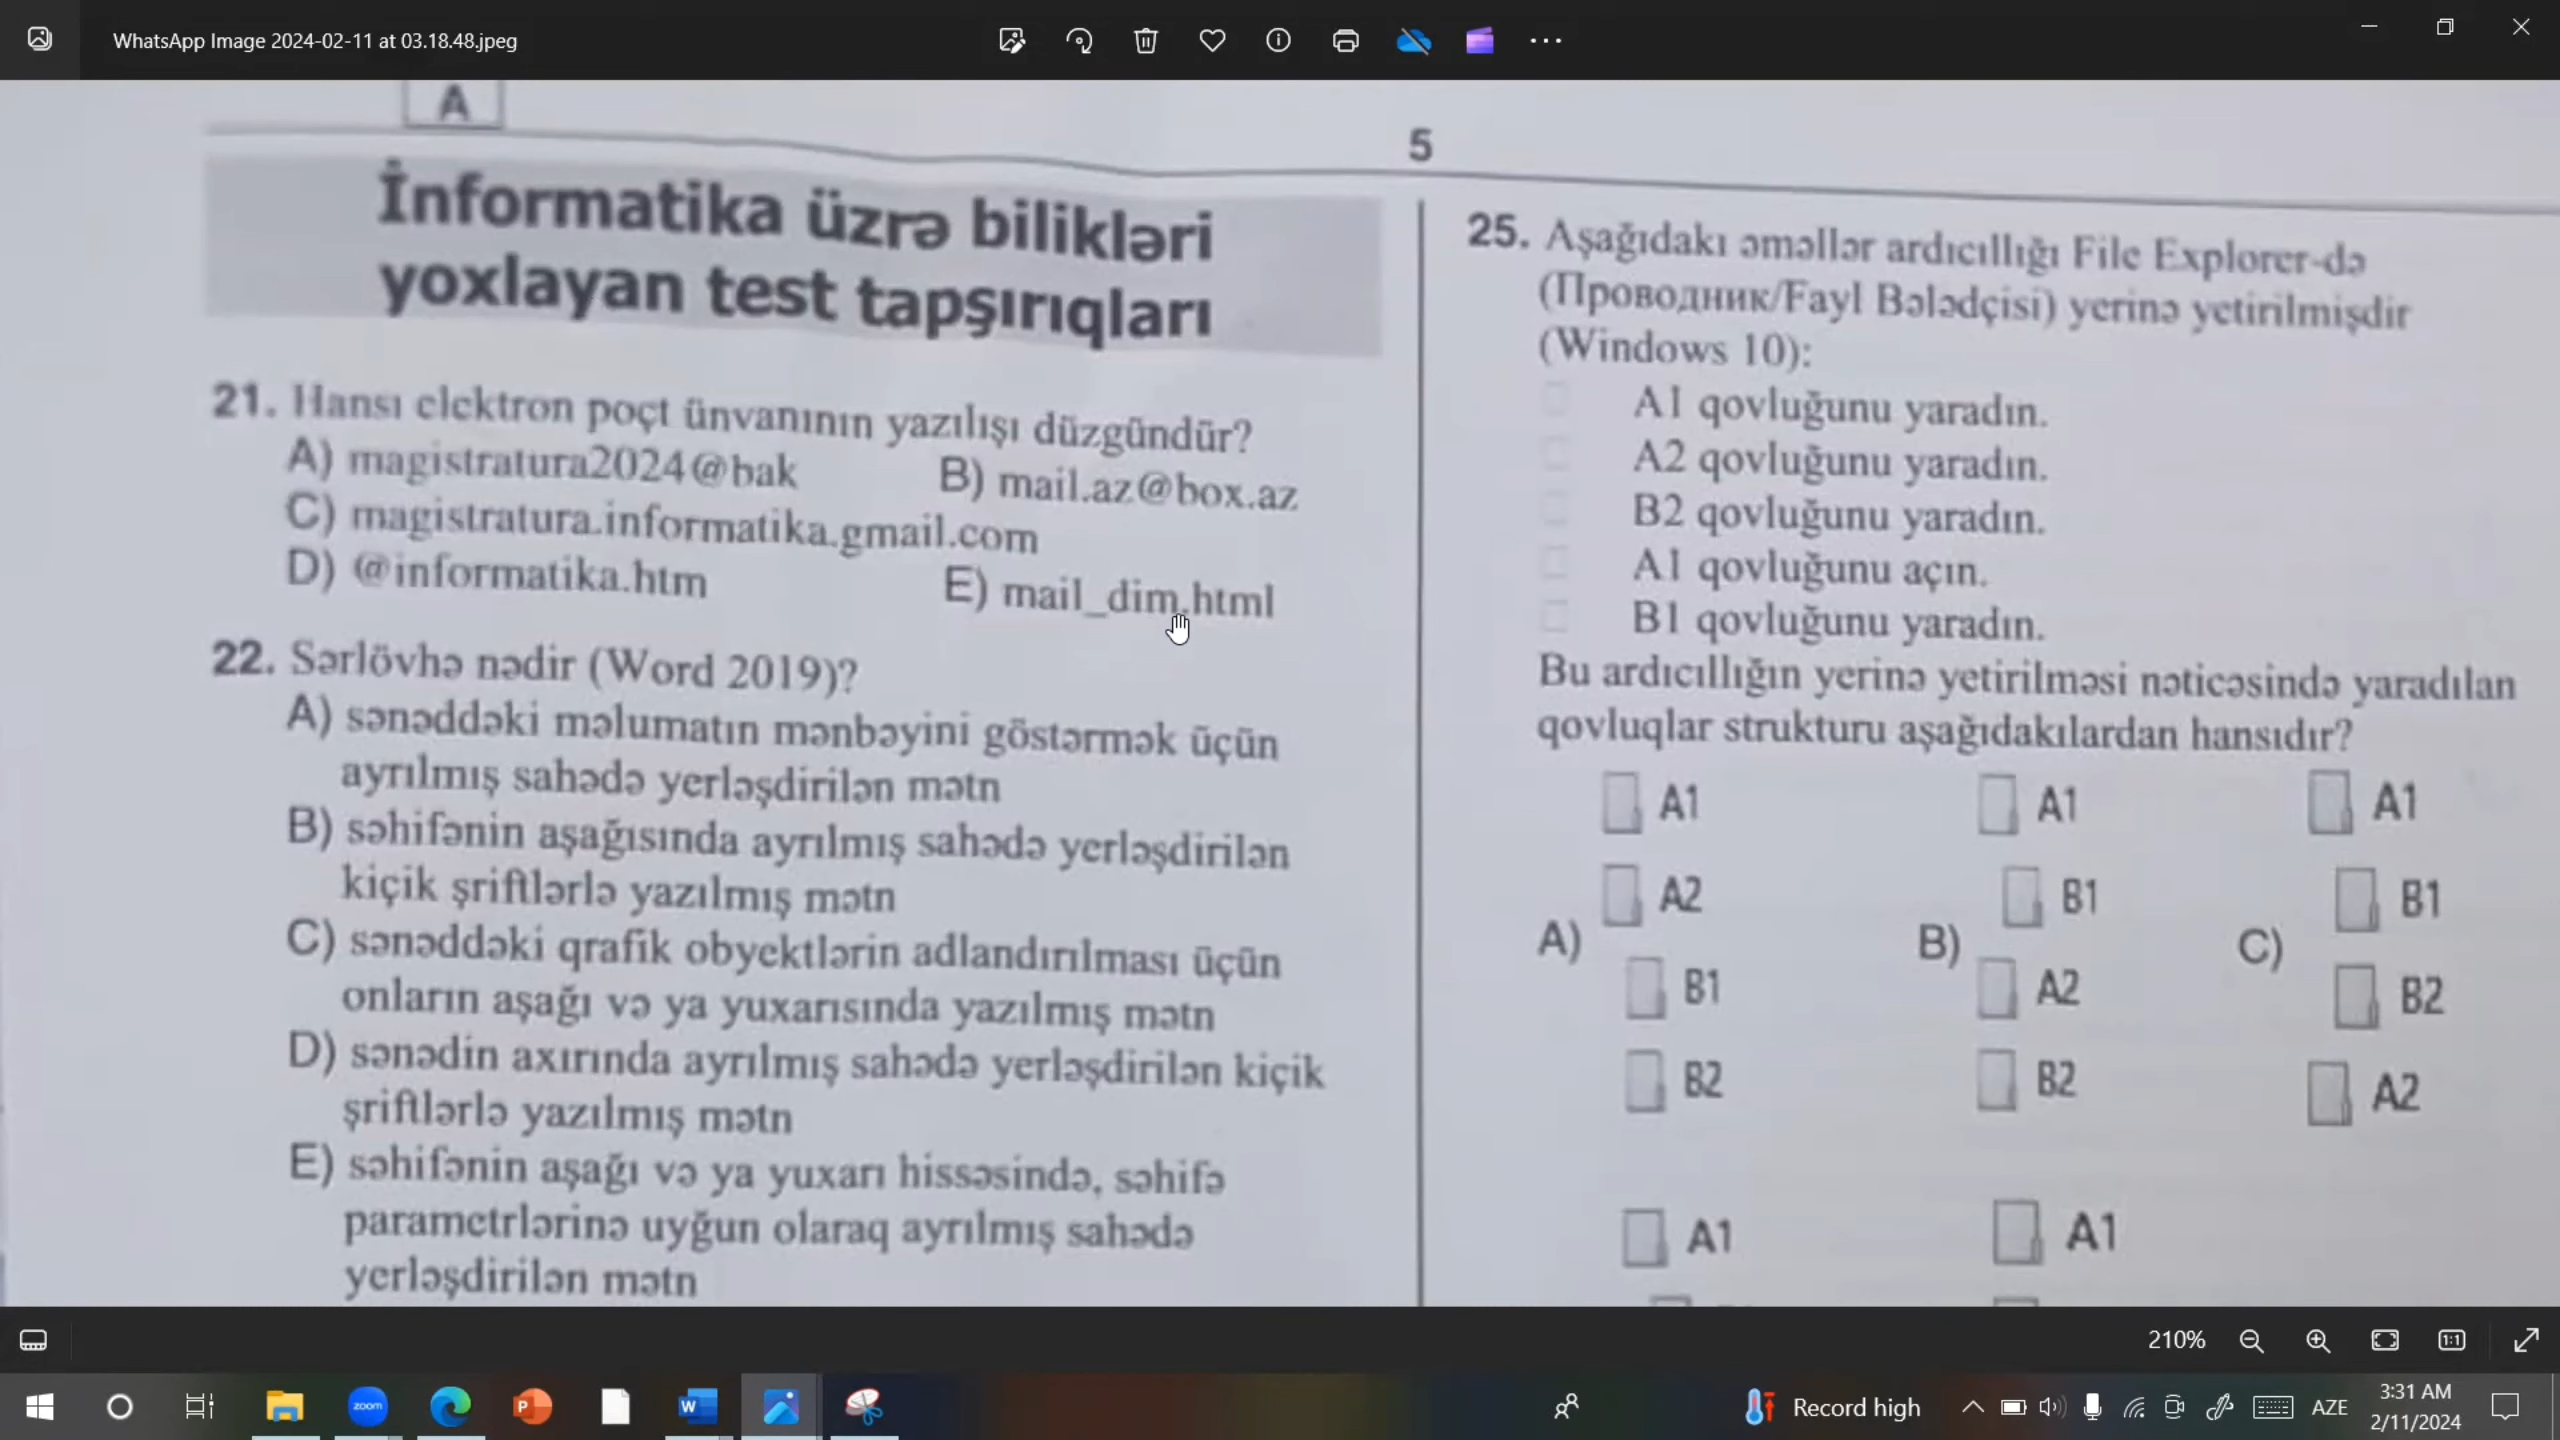 WhatsApp Image 2024-02-11 at 03.18.48.jpeg
A
5
İnformatika üzrə bilikləri
yoxlayan test tapşırıqları
21. Hansı elektron poçt ünvanının yazılışı düzgündür?
A) magistratura2024@bak B) mail.az@box.az
C) magistratura.informatika.gmail.com
D) @informatika.htm E) mail_dim.html
22. Sərlövhə nədir (Word 2019)?
A) sənəddəki məlumatın mənbəyini göstərmək üçün
ayrılmış sahədə yerləşdirilən mətn
B) səhifənin aşağısında ayrılmış sahədə yerləşdirilən
kiçik şriftlərlə yazılmış mətn
C) sənəddəki qrafik obyektlərin adlandırılması üçün
onların aşağı və ya yuxarısında yazılmış mətn
D) sənədin axırında ayrılmış sahədə yerləşdirilən kiçik
şriftlərlə yazılmış mətn
E) səhifənin aşağı və ya yuxarı hissəsində, səhifə
parametrlərinə uyğun olaraq ayrılmış sahədə
yerləşdirilən mətn
25. Aşağıdakı əməllər ardıcıllığı File Explorer-də
(Проводник/Fayl Bələdçisi) yerinə yetirilmişdir
(Windows 10):
A1 qovluğunu yaradın.
A2 qovluğunu yaradın.
B2 qovluğunu yaradın.
A1 qovluğunu açın.
B1 qovluğunu yaradın.
Bu ardıcıllığın yerinə yetirilməsi nəticəsində yaradılan
qovluqlar strukturu aşağıdakılardan hansıdır?
A)
A1
A2
B1
B2
B)
A1
B1
A2
B2
C)
A1
B1
B2
A2
A1
A1
210%
1:1
zoom
P
W
Record high
AZE
3:31 AM
2/11/2024